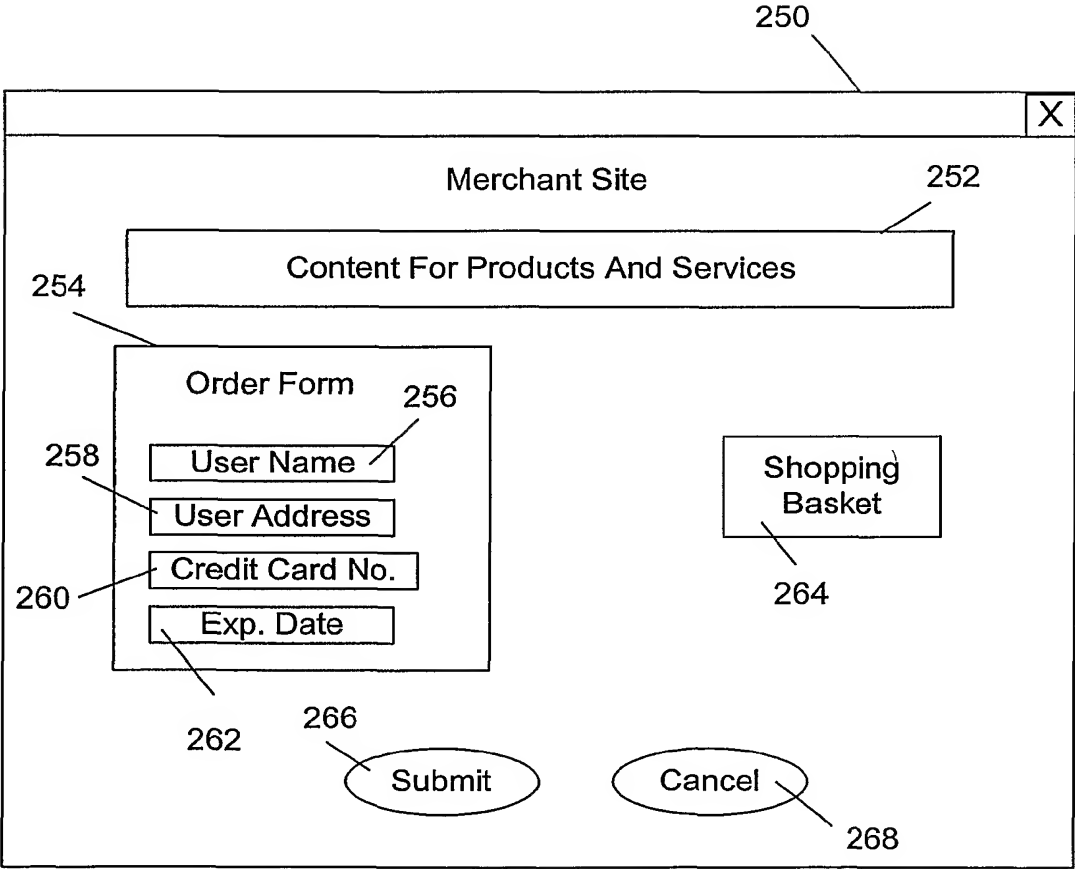 250
X
Merchant Site
252
Content For Products And Services
254
Order Form
256
258
User Name
User Address
260
Credit Card No.
Exp. Date
262
Shopping
Basket
264
266
Submit
Cancel
268